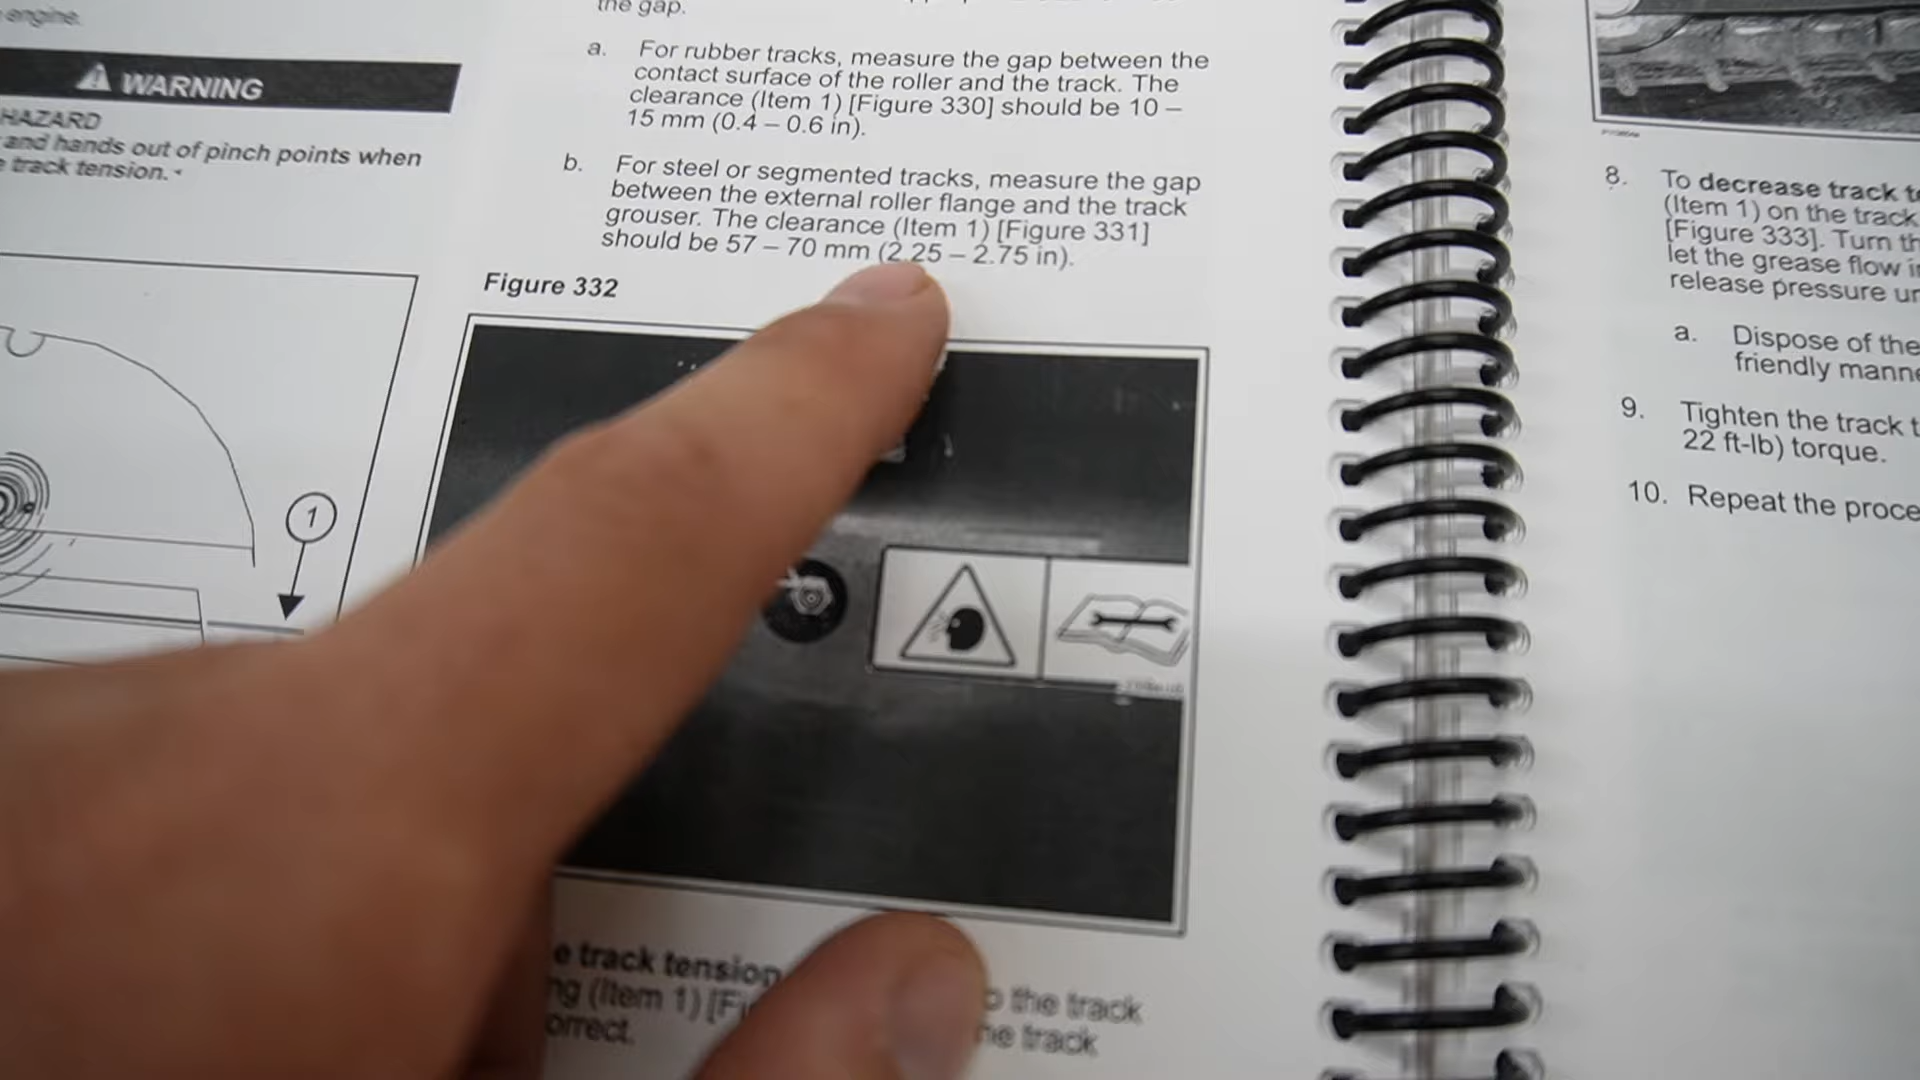 engine.
WARNING
HAZARD
and hands out of pinch points when
track tension.
1
the gap.
a. For rubber tracks, measure the gap between the
contact surface of the roller and the track. The
clearance (Item 1) [Figure 330] should be 10 –
15 mm (0.4 – 0.6 in).
b. For steel or segmented tracks, measure the gap
between the external roller flange and the track
grouser. The clearance (Item 1) [Figure 331]
should be 57 – 70 mm (2.25 – 2.75 in).
Figure 332
track tension
(Item 1) the track
track
8. To decrease track
(Item 1) on the track
[Figure 333]. Turn
let the grease flow
release pressure
a. Dispose of the
friendly
9. Tighten the track
22 ft-lb) torque.
10. Repeat the